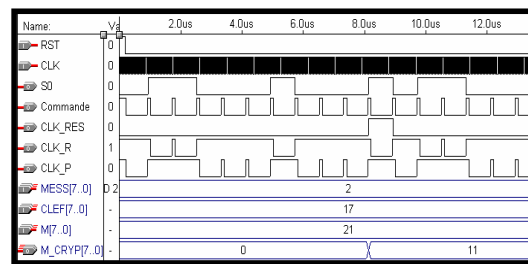 Name: Va 2.0us 4.0us 6.0us 8.0us 10.0us 12.0us
RST 0
CLK 0
S0 0
Commande 0
CLK_RES 0
CLK_R 1
CLK_P 0
MESS[7..0] D 2 2
CLEF[7..0] - 17
M[7..0] - 21
M_CRYP[7..0] - 0 11